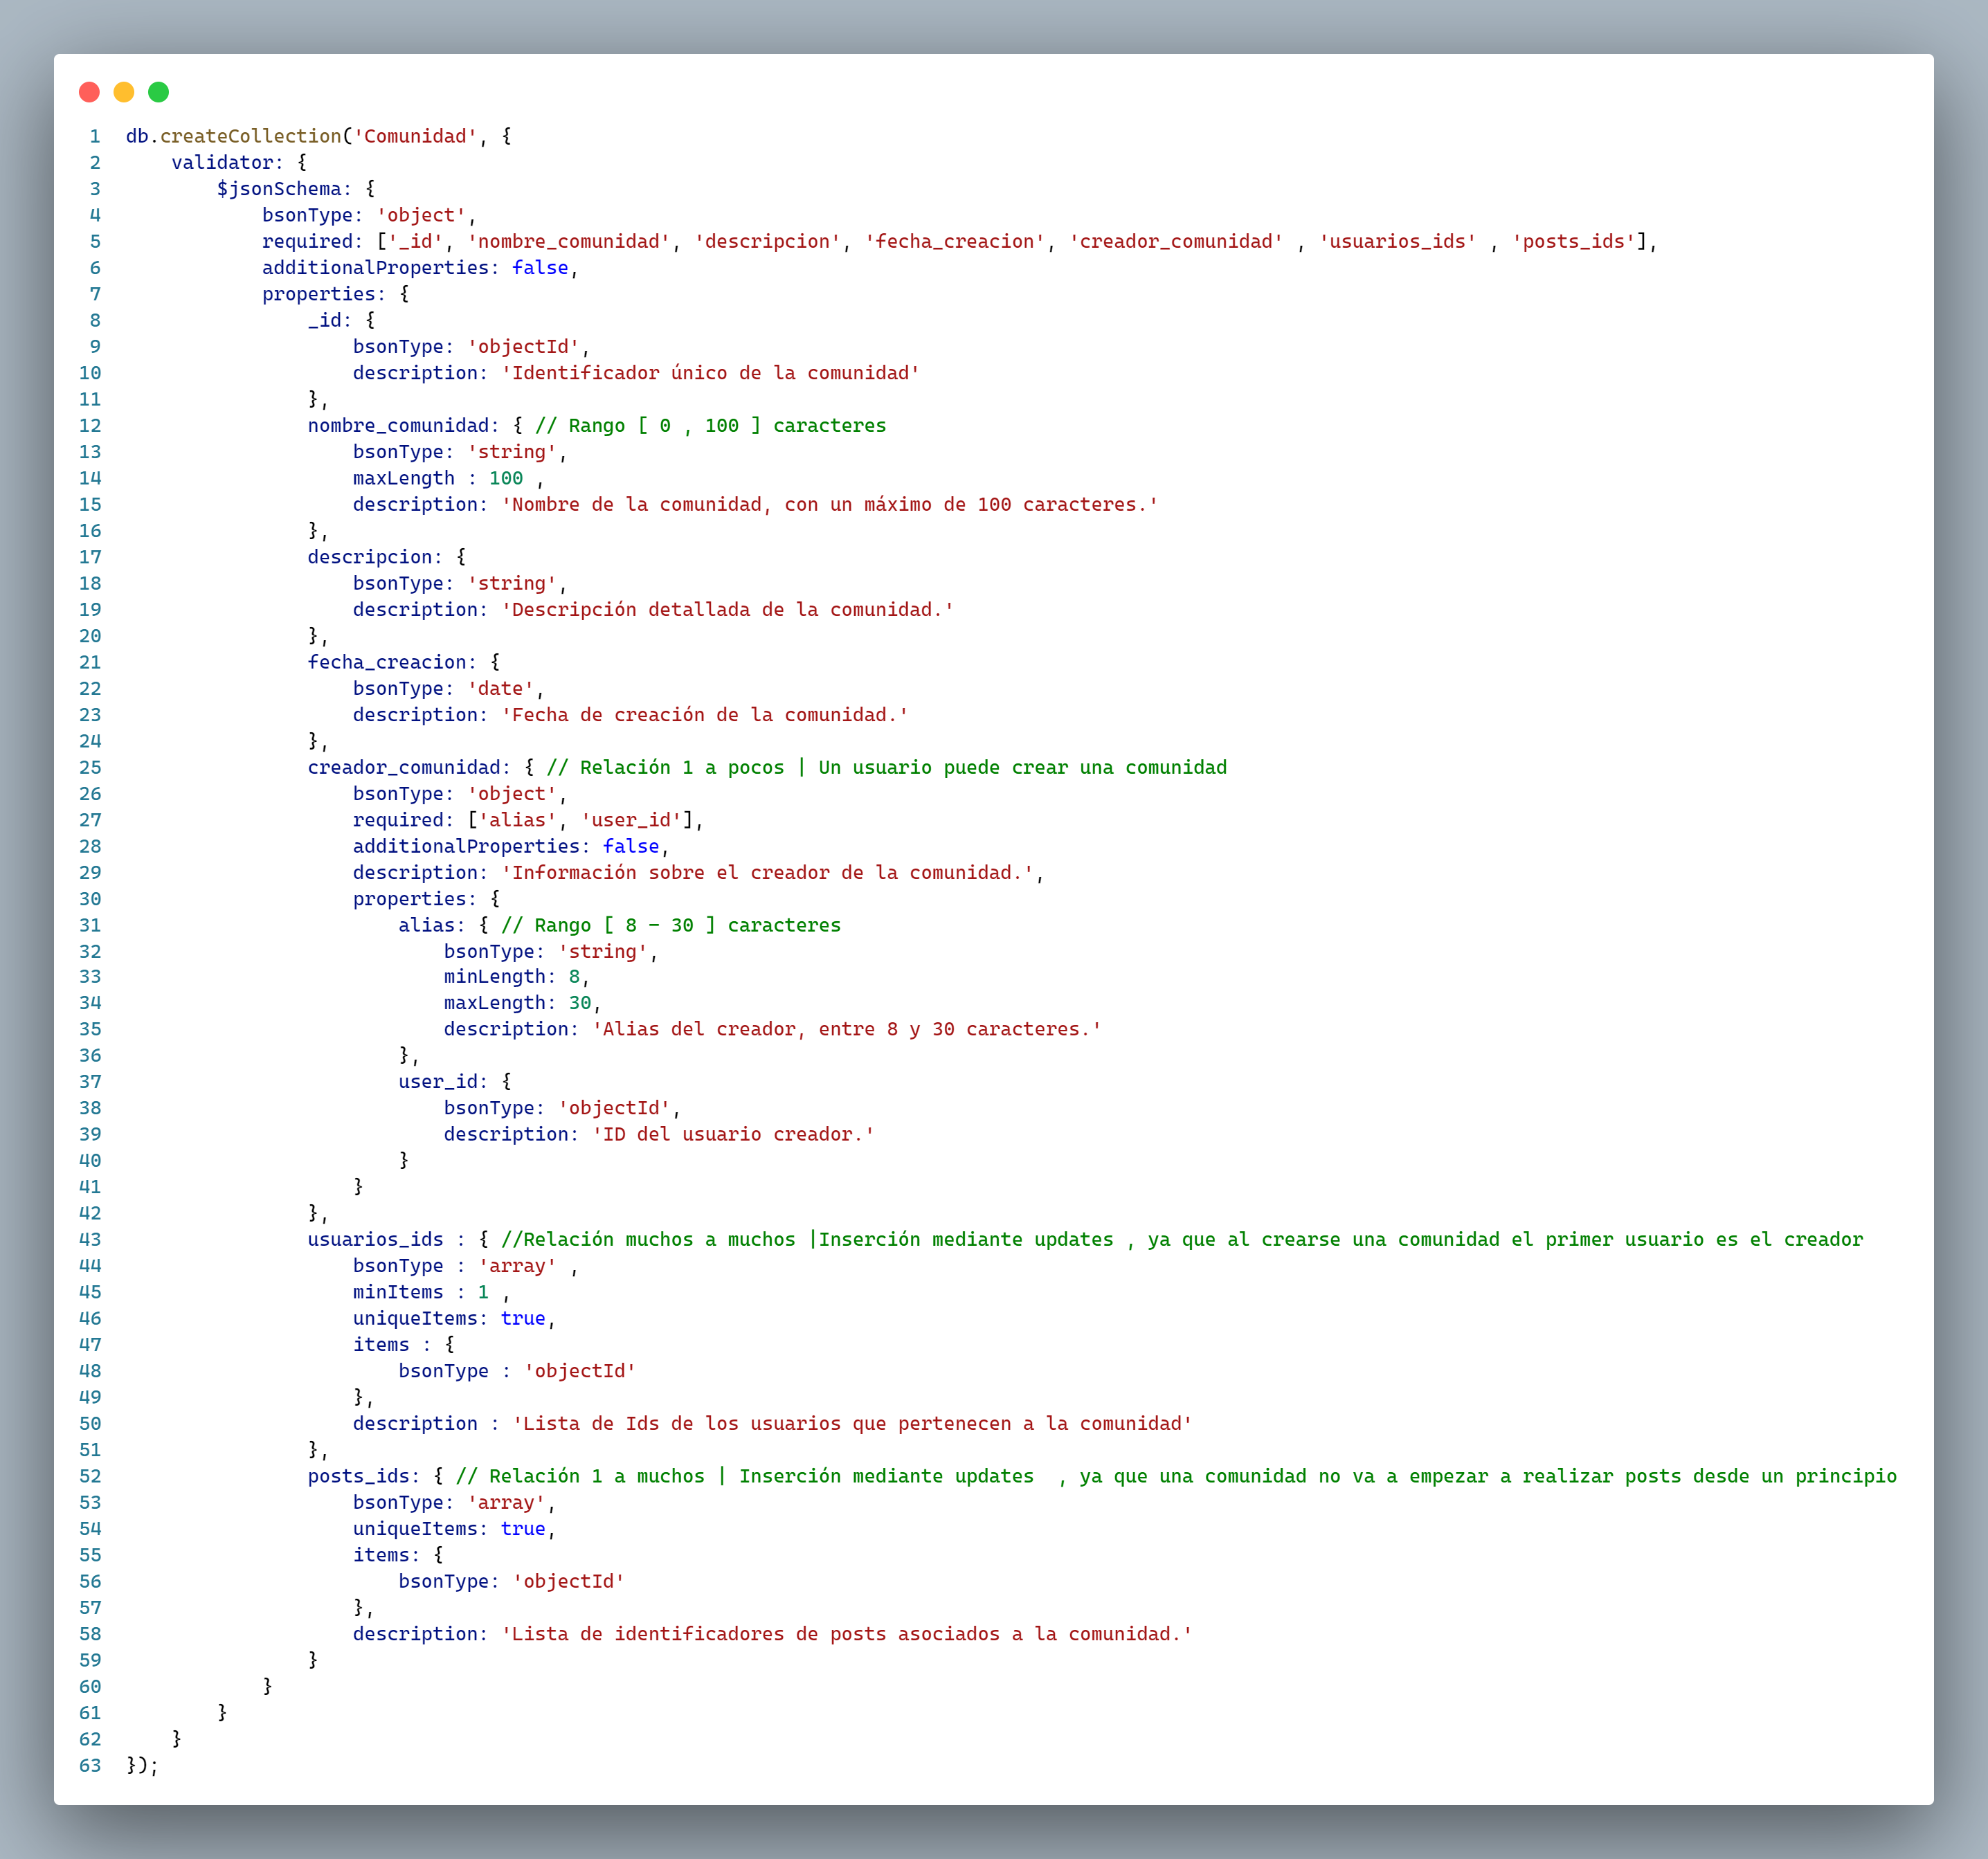 1 db.createCollection('Comunidad', {
2     validator: {
3         $jsonSchema: {
4             bsonType: 'object',
5             required: ['_id', 'nombre_comunidad', 'descripcion', 'fecha_creacion', 'creador_comunidad' , 'usuarios_ids' , 'posts_ids'],
6             additionalProperties: false,
7             properties: {
8                 _id: {
9                     bsonType: 'objectId',
10                     description: 'Identificador único de la comunidad'
11                 },
12                 nombre_comunidad: { // Rango [ 0 , 100 ] caracteres
13                     bsonType: 'string',
14                     maxLength : 100 ,
15                     description: 'Nombre de la comunidad, con un máximo de 100 caracteres.'
16                 },
17                 descripcion: {
18                     bsonType: 'string',
19                     description: 'Descripción detallada de la comunidad.'
20                 },
21                 fecha_creacion: {
22                     bsonType: 'date',
23                     description: 'Fecha de creación de la comunidad.'
24                 },
25                 creador_comunidad: { // Relación 1 a pocos | Un usuario puede crear una comunidad
26                     bsonType: 'object',
27                     required: ['alias', 'user_id'],
28                     additionalProperties: false,
29                     description: 'Información sobre el creador de la comunidad.',
30                     properties: {
31                         alias: { // Rango [ 8 - 30 ] caracteres
32                             bsonType: 'string',
33                             minLength: 8,
34                             maxLength: 30,
35                             description: 'Alias del creador, entre 8 y 30 caracteres.'
36                         },
37                         user_id: {
38                             bsonType: 'objectId',
39                             description: 'ID del usuario creador.'
40                         }
41                     }
42                 },
43                 usuarios_ids : { //Relación muchos a muchos |Inserción mediante updates , ya que al crearse una comunidad el primer usuario es el creador
44                     bsonType : 'array' ,
45                     minItems : 1 ,
46                     uniqueItems: true,
47                     items : {
48                         bsonType : 'objectId'
49                     },
50                     description : 'Lista de Ids de los usuarios que pertenecen a la comunidad'
51                 },
52                 posts_ids: { // Relación 1 a muchos | Inserción mediante updates  , ya que una comunidad no va a empezar a realizar posts desde un principio
53                     bsonType: 'array',
54                     uniqueItems: true,
55                     items: {
56                         bsonType: 'objectId'
57                     },
58                     description: 'Lista de identificadores de posts asociados a la comunidad.'
59                 }
60             }
61         }
62     }
63 });